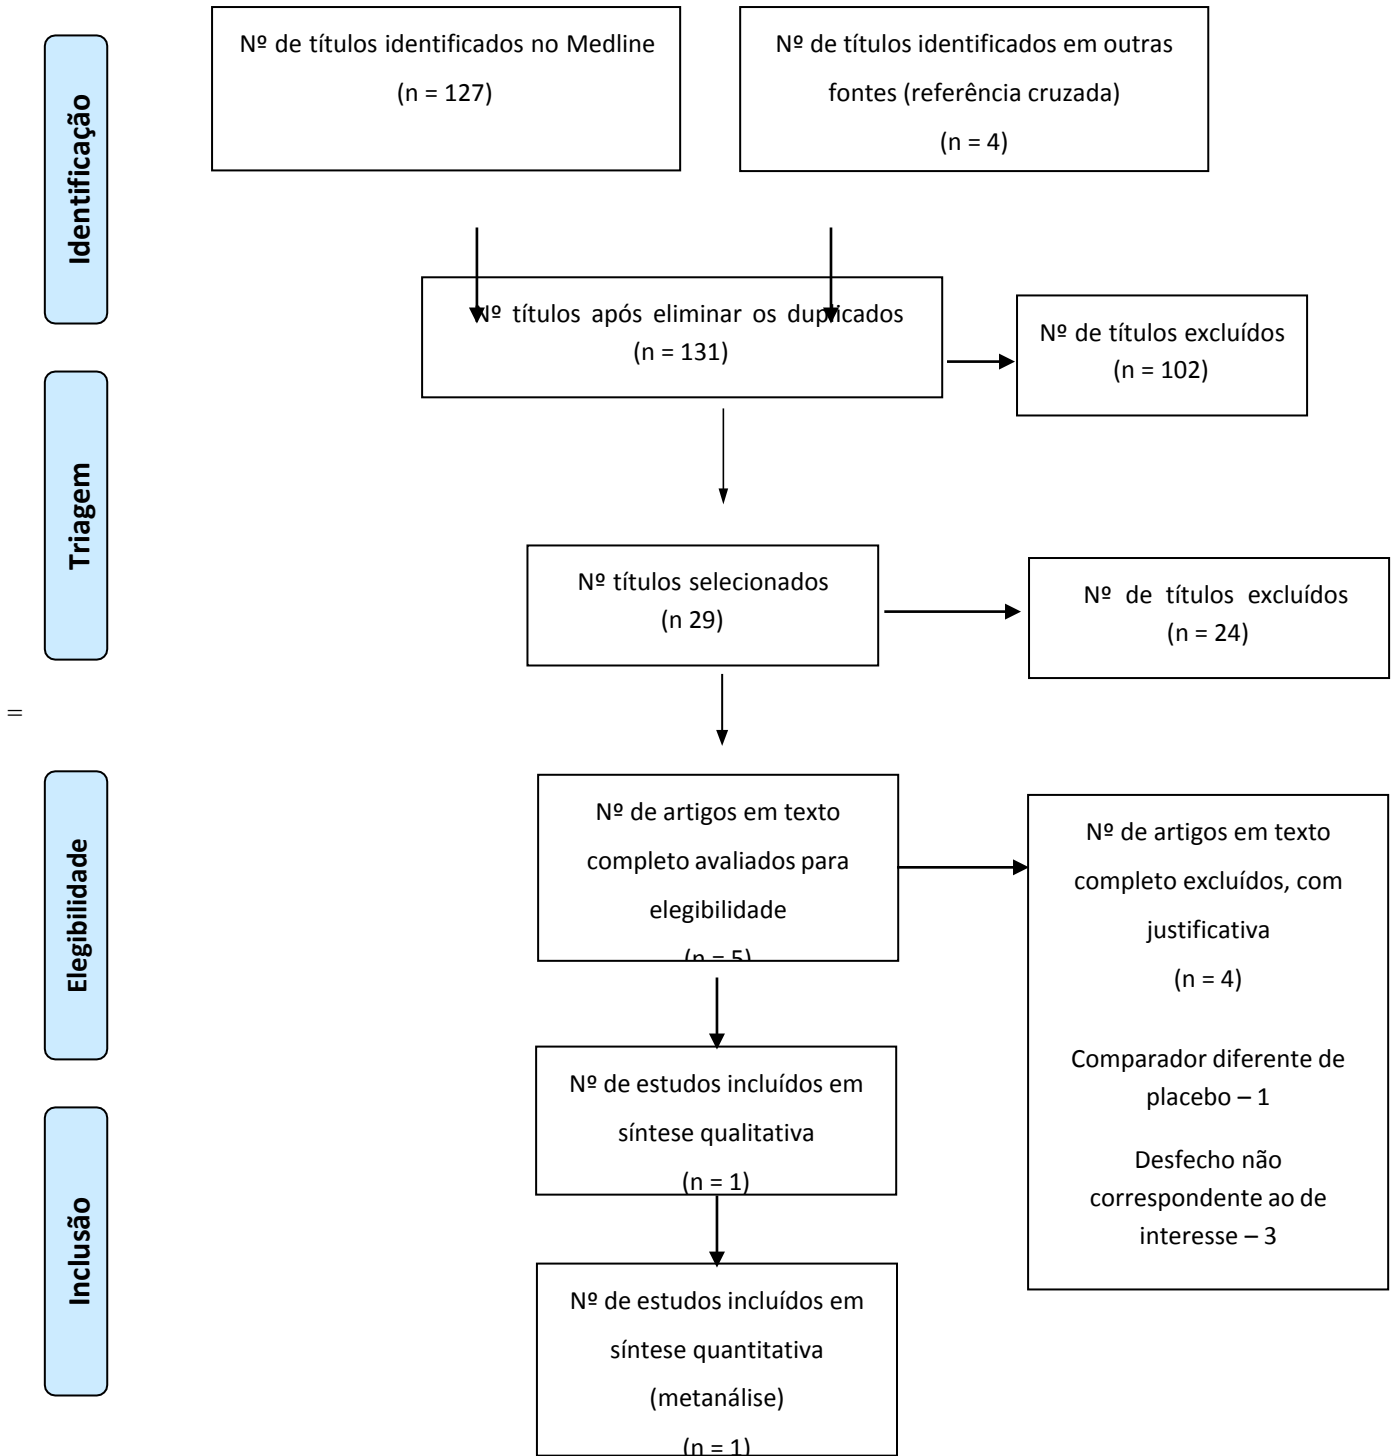 Identificação
Nº de títulos identificados no Medline
(n = 127)
Nº de títulos identificados em outras
fontes (referência cruzada)
(n = 4)
Nº títulos após eliminar os duplicados
(n = 131)
Nº de títulos excluídos
(n = 102)
Triagem
Nº títulos selecionados
(n 29)
Nº de títulos excluídos
(n = 24)
=
Elegibilidade
Nº de artigos em texto
completo avaliados para
elegibilidade
(n = 5)
Nº de artigos em texto
completo excluídos, com
justificativa
(n = 4)
Comparador diferente de
placebo – 1
Desfecho não
correspondente ao de
interesse – 3
Inclusão
Nº de estudos incluídos em
síntese qualitativa
(n = 1)
Nº de estudos incluídos em
síntese quantitativa
(metanálise)
(n = 1)